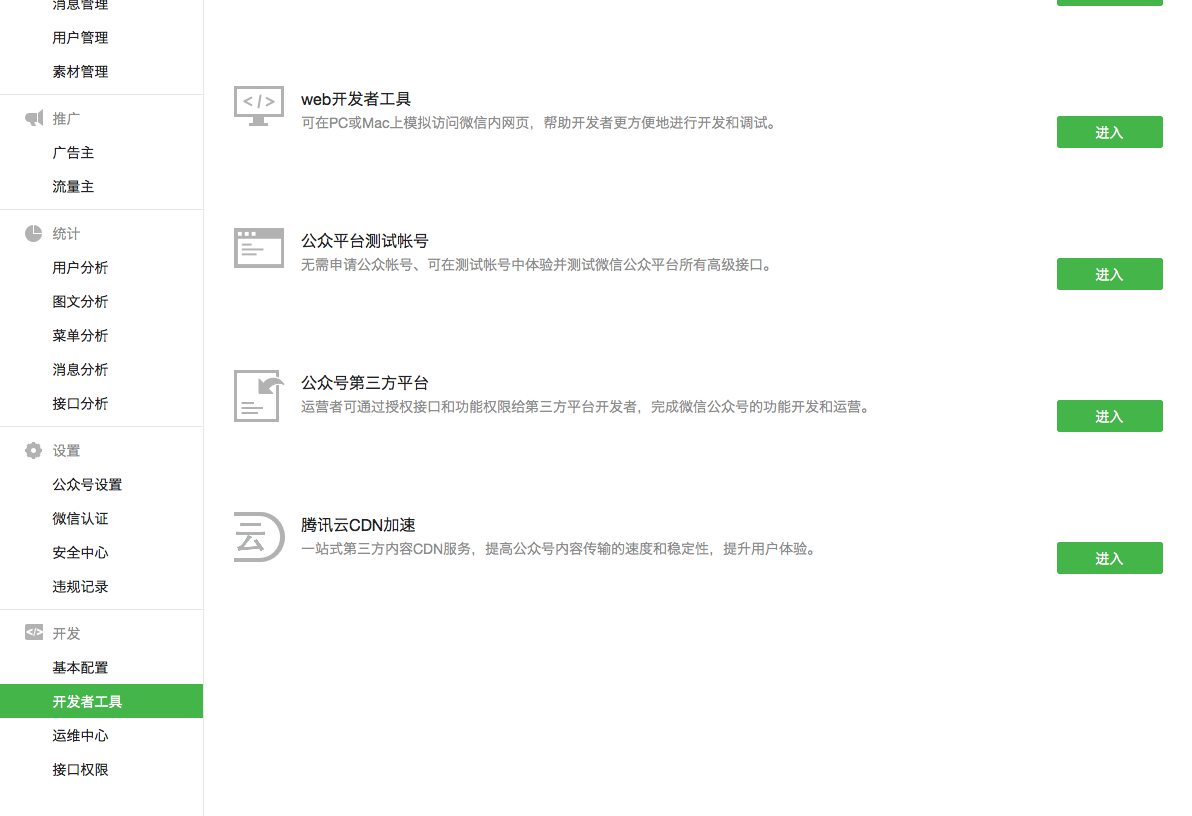 消息管理
用户管理
素材管理
推广
广告主
流量主
统计
用户分析
图文分析
菜单分析
消息分析
接口分析
设置
公众号设置
微信认证
安全中心
违规记录
</> 开发
基本配置
开发者工具
运维中心
接口权限
</>
web开发者工具
可在PC或Mac上模拟访问微信内网页，帮助开发者更方便地进行开发和调试。
进入
公众平台测试帐号
无需申请公众帐号、可在测试帐号中体验并测试微信公众平台所有高级接口。
进入
公众号第三方平台
运营者可通过授权接口和功能权限给第三方平台开发者，完成微信公众号的功能开发和运营。
进入
云
腾讯云CDN加速
一站式第三方内容CDN服务，提高公众号内容传输的速度和稳定性，提升用户体验。
进入